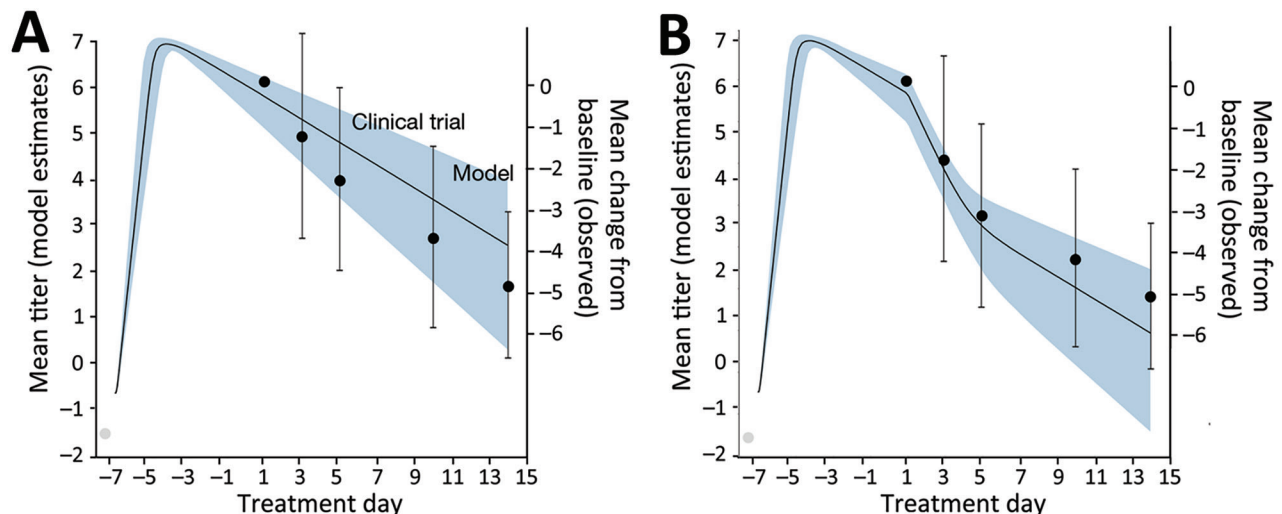 A
Mean titer (model estimates)
7
6
5
4
3
2
1
0
–1
–2
Clinical trial
Model
0
–1
–2
–3
–4
–5
–6
Mean change from
baseline (observed)
–7 –5 –3 –1 1 3 5 7 9 11 13 15
Treatment day
B
Mean titer (model estimates)
7
6
5
4
3
2
1
0
–1
–2
0
–1
–2
–3
–4
–5
–6
Mean change from
baseline (observed)
–7 –5 –3 –1 1 3 5 7 9 11 13 15
Treatment day